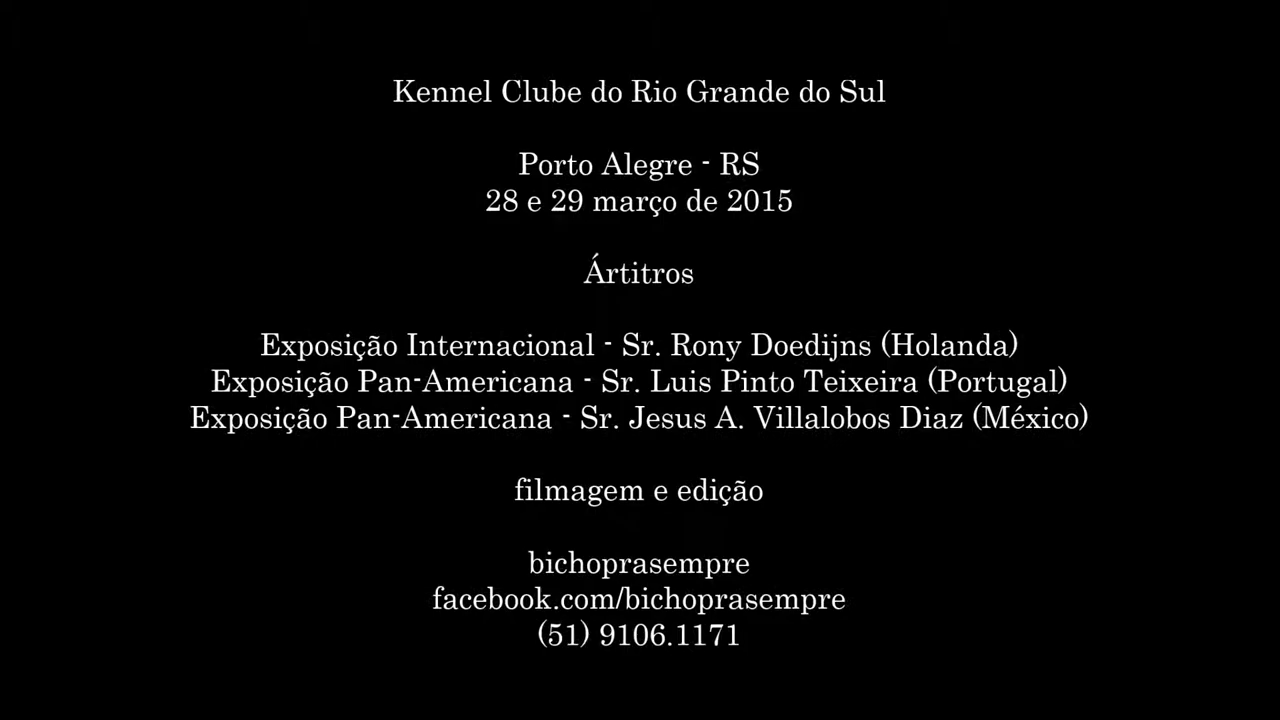 Kennel Clube do Rio Grande do Sul
Porto Alegre - RS
28 e 29 março de 2015
Ártitros
Exposição Internacional - Sr. Rony Doedijns (Holanda)
Exposição Pan-Americana - Sr. Luis Pinto Teixeira (Portugal)
Exposição Pan-Americana - Sr. Jesus A. Villalobos Diaz (México)
filmagem e edição
bichoprasempre
facebook.com/bichoprasempre
(51) 9106.1171